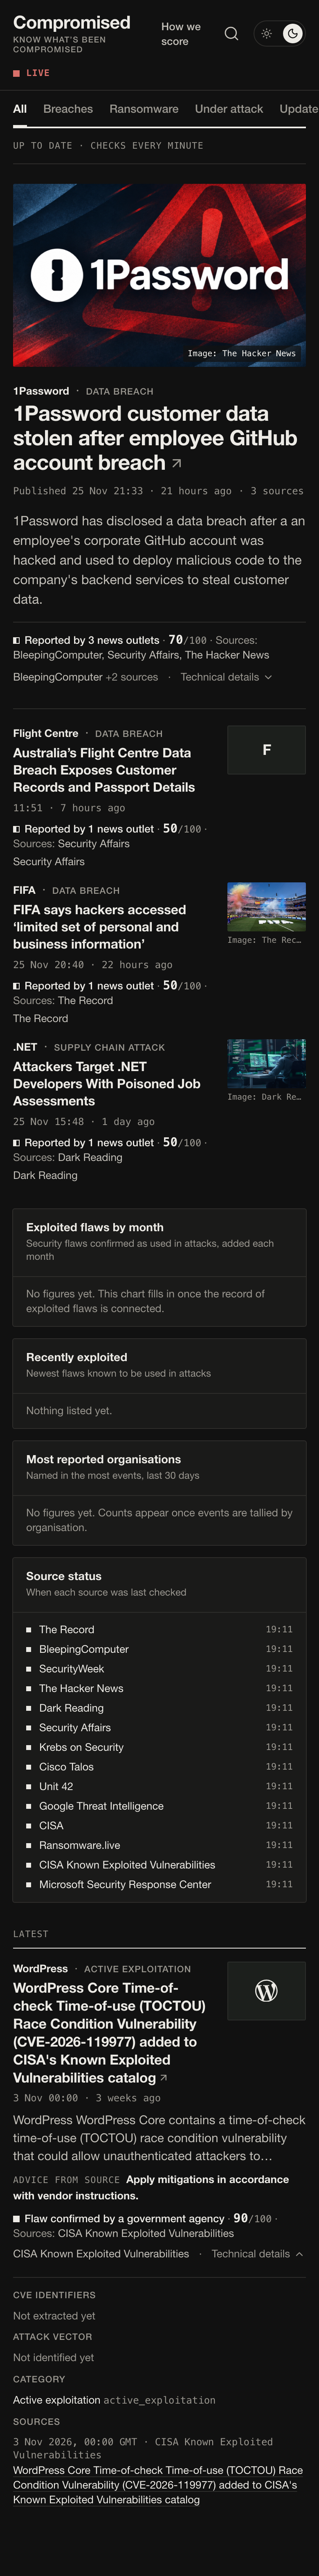 Compromised
KNOW WHAT'S BEEN
COMPROMISED
How we
score
LIVE
All Breaches Ransomware Under attack Update
UP TO DATE · CHECKS EVERY MINUTE
1Password
Image: The Hacker News
1Password · DATA BREACH
1Password customer data
stolen after employee GitHub
account breach ↗
Published 25 Nov 21:33 · 21 hours ago · 3 sources
1Password has disclosed a data breach after a an
employee's corporate GitHub account was
hacked and used to deploy malicious code to the
company's backend services to steal customer
data.
Reported by 3 news outlets · 70/100 · Sources:
BleepingComputer, Security Affairs, The Hacker News
BleepingComputer +2 sources · Technical details
Flight Centre · DATA BREACH
F
Australia’s Flight Centre Data
Breach Exposes Customer
Records and Passport Details
11:51 · 7 hours ago
Reported by 1 news outlet · 50/100 ·
Sources: Security Affairs
Security Affairs
FIFA · DATA BREACH
FIFA says hackers accessed
‘limited set of personal and
business information’
Image: The Rec…
25 Nov 20:40 · 22 hours ago
Reported by 1 news outlet · 50/100 ·
Sources: The Record
The Record
.NET · SUPPLY CHAIN ATTACK
Attackers Target .NET
Developers With Poisoned Job
Assessments
Image: Dark Re…
25 Nov 15:48 · 1 day ago
Reported by 1 news outlet · 50/100 ·
Sources: Dark Reading
Dark Reading
Exploited flaws by month
Security flaws confirmed as used in attacks, added each
month
No figures yet. This chart fills in once the record of
exploited flaws is connected.
Recently exploited
Newest flaws known to be used in attacks
Nothing listed yet.
Most reported organisations
Named in the most events, last 30 days
No figures yet. Counts appear once events are tallied by
organisation.
Source status
When each source was last checked
The Record 19:11
BleepingComputer 19:11
SecurityWeek 19:11
The Hacker News 19:11
Dark Reading 19:11
Security Affairs 19:11
Krebs on Security 19:11
Cisco Talos 19:11
Unit 42 19:11
Google Threat Intelligence 19:11
CISA 19:11
Ransomware.live 19:11
CISA Known Exploited Vulnerabilities 19:11
Microsoft Security Response Center 19:11
LATEST
WordPress · ACTIVE EXPLOITATION
WordPress Core Time-of-
check Time-of-use (TOCTOU)
Race Condition Vulnerability
(CVE-2026-119977) added to
CISA's Known Exploited
Vulnerabilities catalog ↗
3 Nov 00:00 · 3 weeks ago
WordPress WordPress Core contains a time-of-check
time-of-use (TOCTOU) race condition vulnerability
that could allow unauthenticated attackers to…
ADVICE FROM SOURCE Apply mitigations in accordance
with vendor instructions.
Flaw confirmed by a government agency · 90/100 ·
Sources: CISA Known Exploited Vulnerabilities
CISA Known Exploited Vulnerabilities · Technical details
CVE IDENTIFIERS
Not extracted yet
ATTACK VECTOR
Not identified yet
CATEGORY
Active exploitation active_exploitation
SOURCES
3 Nov 2026, 00:00 GMT · CISA Known Exploited
Vulnerabilities
WordPress Core Time-of-check Time-of-use (TOCTOU) Race
Condition Vulnerability (CVE-2026-119977) added to CISA's
Known Exploited Vulnerabilities catalog